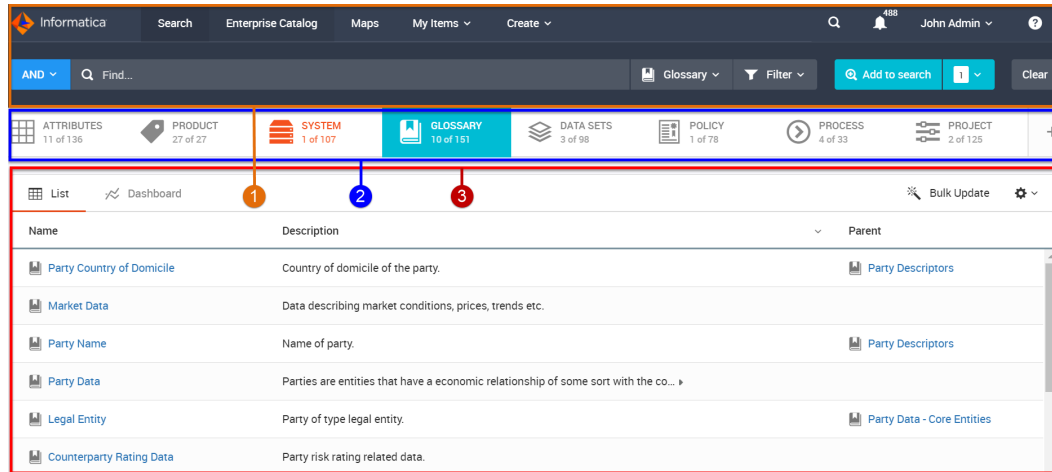 Informatica Search Enterprise Catalog Maps My Items Create 488 John Admin ?
AND Find... Glossary Filter Add to search 1 Clear
ATTRIBUTES PRODUCT SYSTEM GLOSSARY DATA SETS POLICY PROCESS PROJECT
11 of 136 27 of 27 1 of 107 10 of 151 3 of 98 1 of 78 4 of 33 2 of 125 +
1 2 3
List Dashboard Bulk Update
Name Description Parent
Party Country of Domicile Country of domicile of the party. Party Descriptors
Market Data Data describing market conditions, prices, trends etc.
Party Name Name of party. Party Descriptors
Party Data Parties are entities that have a economic relationship of some sort with the co...
Legal Entity Party of type legal entity. Party Data - Core Entities
Counterparty Rating Data Party risk rating related data.